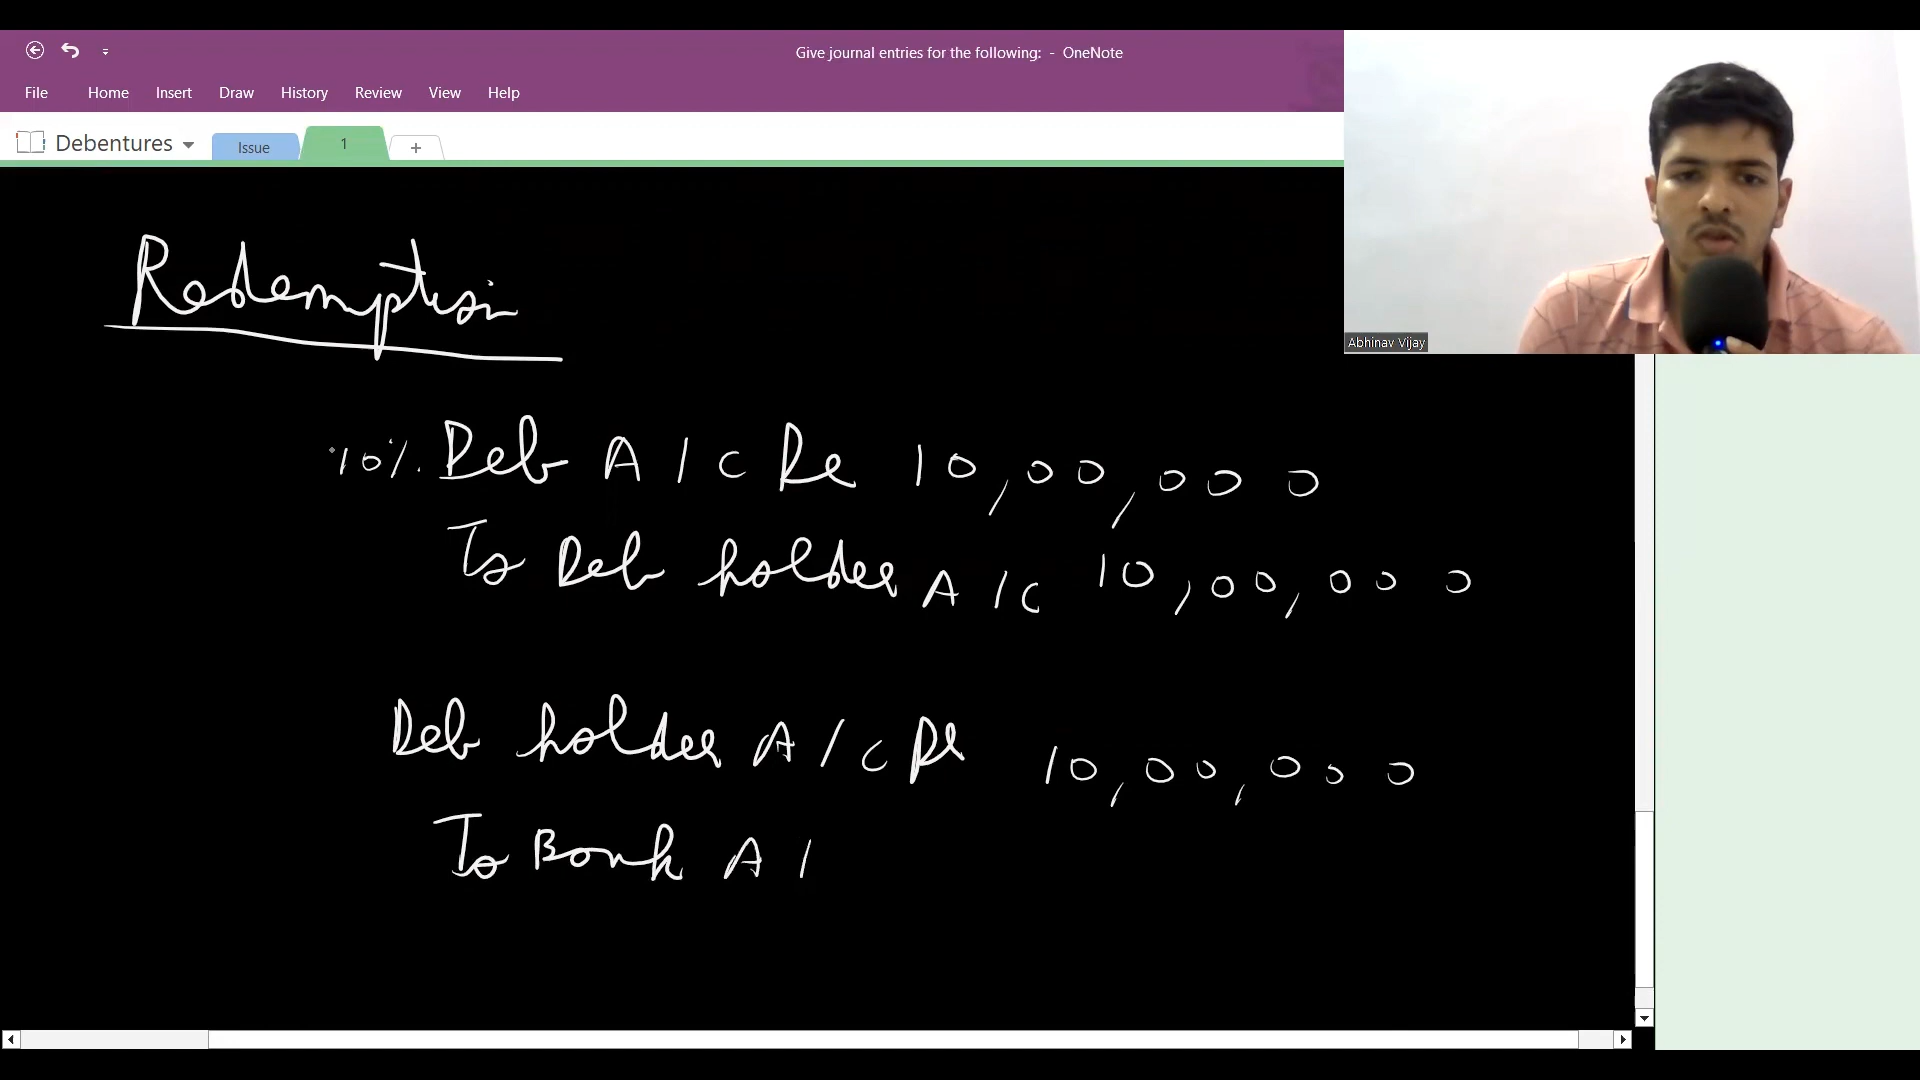 Give journal entries for the following: - OneNote
File Home Insert Draw History Review View Help
Debentures Issue 1 +
Abhinav Vijay
Redemption
10% Deb A/C Dr 10,00,000
To Deb holder A/C 10,00,000
Deb holder A/C Dr 10,00,000
To Bank A/